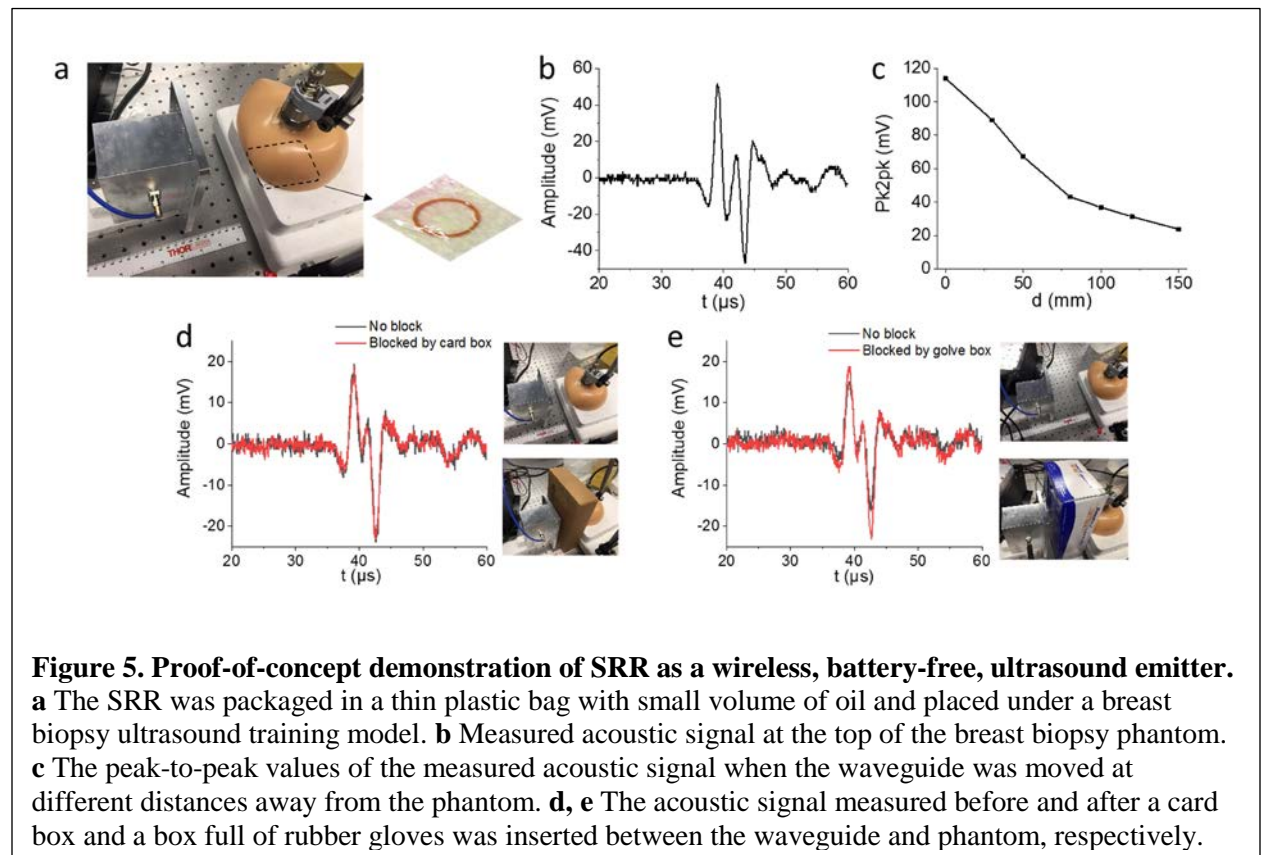 a
THOR
b
Amplitude (mV)
60
40
20
0
-20
-40
20 30 40 50 60
t (µs)
c
Pk2pk (mV)
120
100
80
60
40
20
0
0 50 100 150
d (mm)
d
No block
Blocked by card box
Amplitude (mV)
20
10
0
-10
-20
20 30 40 50 60
t (µs)
e
No block
Blocked by golve box
Amplitude (mV)
20
10
0
-10
-20
20 30 40 50 60
t (µs)
Figure 5. Proof-of-concept demonstration of SRR as a wireless, battery-free, ultrasound emitter.
a The SRR was packaged in a thin plastic bag with small volume of oil and placed under a breast
biopsy ultrasound training model. b Measured acoustic signal at the top of the breast biopsy phantom.
c The peak-to-peak values of the measured acoustic signal when the waveguide was moved at
different distances away from the phantom. d, e The acoustic signal measured before and after a card
box and a box full of rubber gloves was inserted between the waveguide and phantom, respectively.